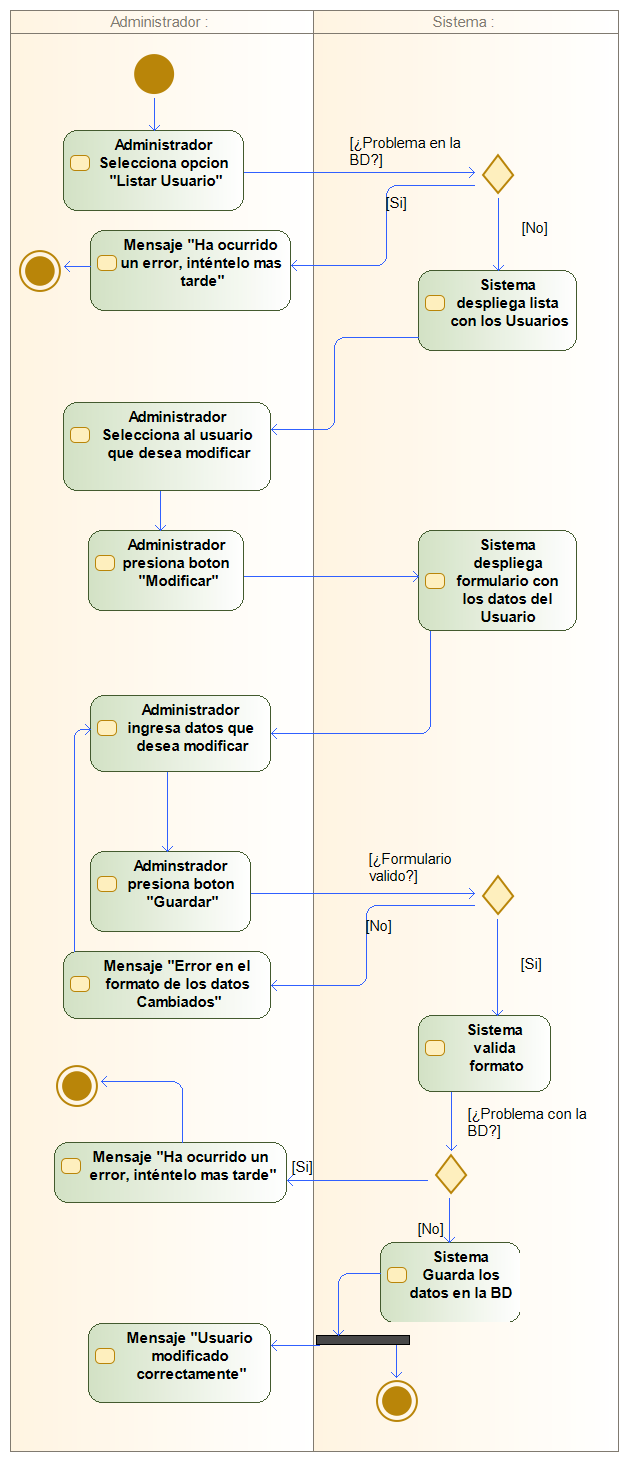 Administrador :
Sistema :
Administrador
Selecciona opcion
"Listar Usuario"
[¿Problema en la
BD?]
[Si]
[No]
Mensaje "Ha ocurrido
un error, inténtelo mas
tarde"
Sistema
despliega lista
con los Usuarios
Administrador
Selecciona al usuario
que desea modificar
Administrador
presiona boton
"Modificar"
Sistema
despliega
formulario con
los datos del
Usuario
Administrador
ingresa datos que
desea modificar
Adminstrador
presiona boton
"Guardar"
[¿Formulario
valido?]
[No]
[Si]
Mensaje "Error en el
formato de los datos
Cambiados"
Sistema
valida
formato
[¿Problema con la
BD?]
Mensaje "Ha ocurrido un
error, inténtelo mas tarde"
[Si]
[No]
Sistema
Guarda los
datos en la BD
Mensaje "Usuario
modificado
correctamente"